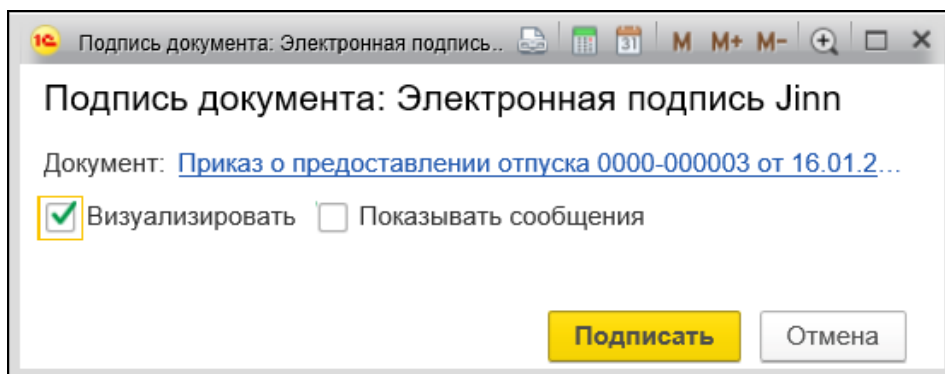 1С Подпись документа: Электронная подпись.. 31 M M+ M-
Подпись документа: Электронная подпись Jinn
Документ: Приказ о предоставлении отпуска 0000-000003 от 16.01.2...
Визуализировать Показывать сообщения
Подписать Отмена